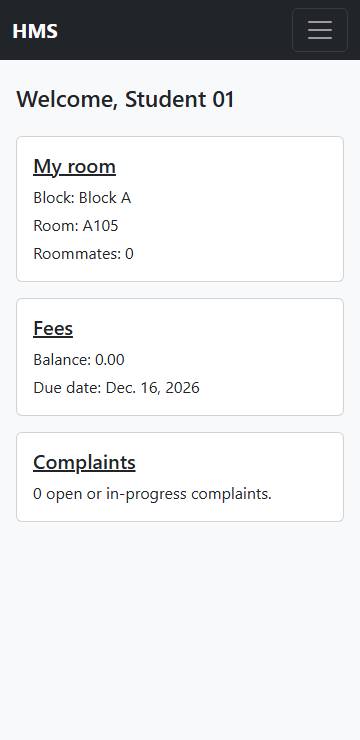 HMS
Welcome, Student 01
My room
Block: Block A
Room: A105
Roommates: 0
Fees
Balance: 0.00
Due date: Dec. 16, 2026
Complaints
0 open or in-progress complaints.